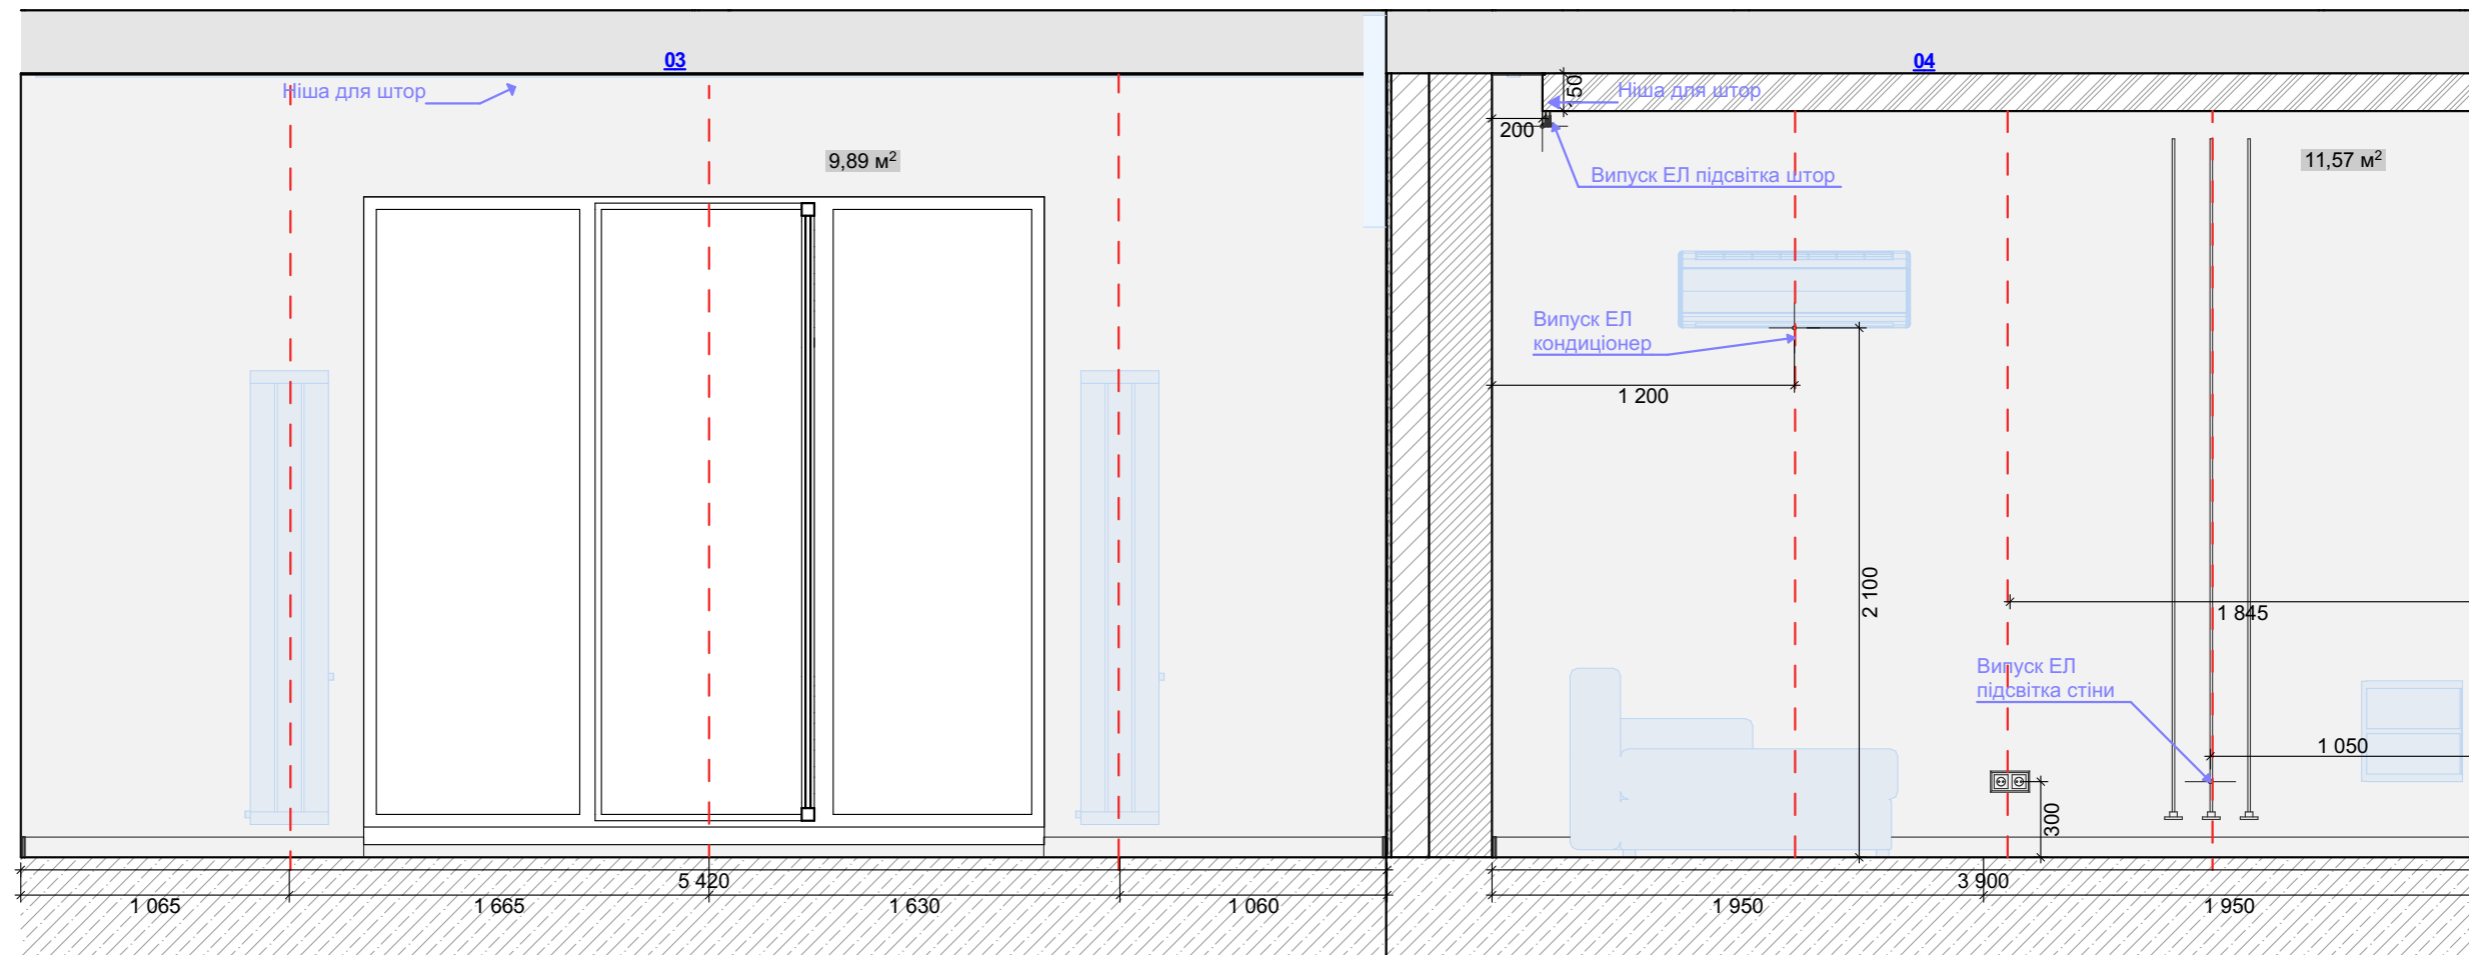 03
04
Ніша для штор
Ніша для штор
150
200
9,89 м²
11,57 м²
Випуск ЕЛ підсвітка штор
Випуск ЕЛ
кондиціонер
1 200
2 100
1 845
Випуск ЕЛ
підсвітка стіни
1 050
300
5 420
3 900
1 065
1 665
1 630
1 060
1 950
1 950